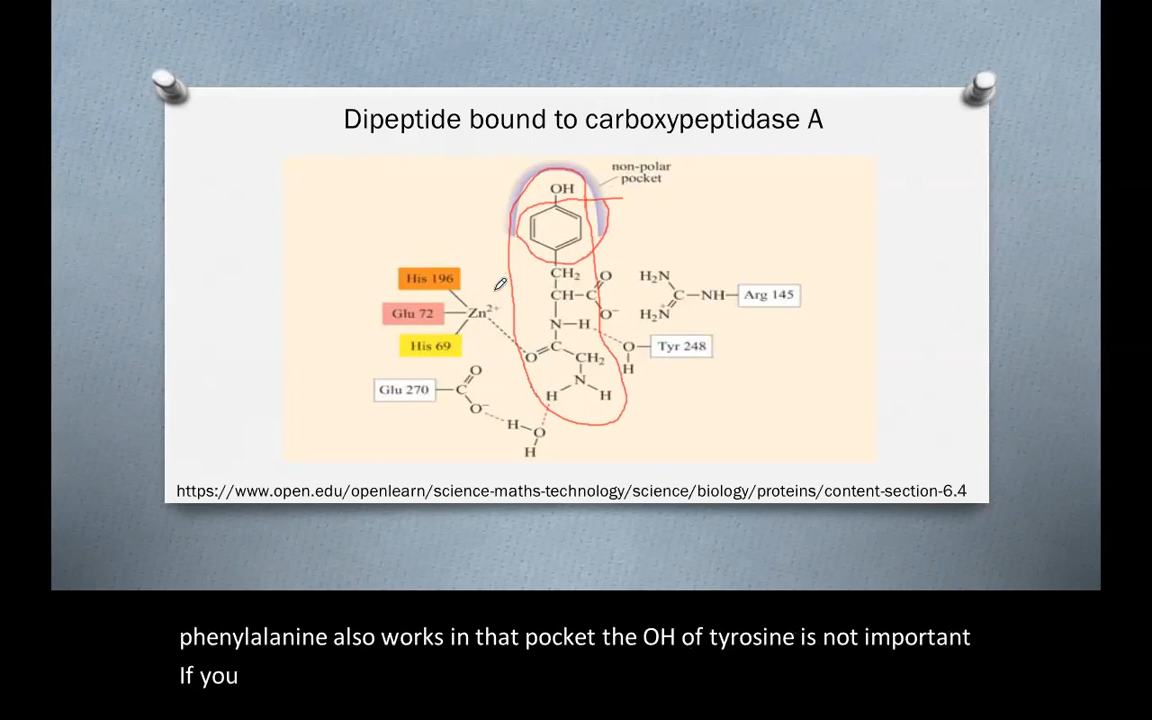 Dipeptide bound to carboxypeptidase A
non-polar
pocket
OH
CH2
CH–C
O
O−
H2N
H2N+
C–NH–Arg 145
His 196
Glu 72
Zn2+
His 69
N–H
O=C
CH2
O
H
Tyr 248
N
H
H
Glu 270
C
O
O−
H
O
H
https://www.open.edu/openlearn/science-maths-technology/science/biology/proteins/content-section-6.4
phenylalanine also works in that pocket the OH of tyrosine is not important
If you